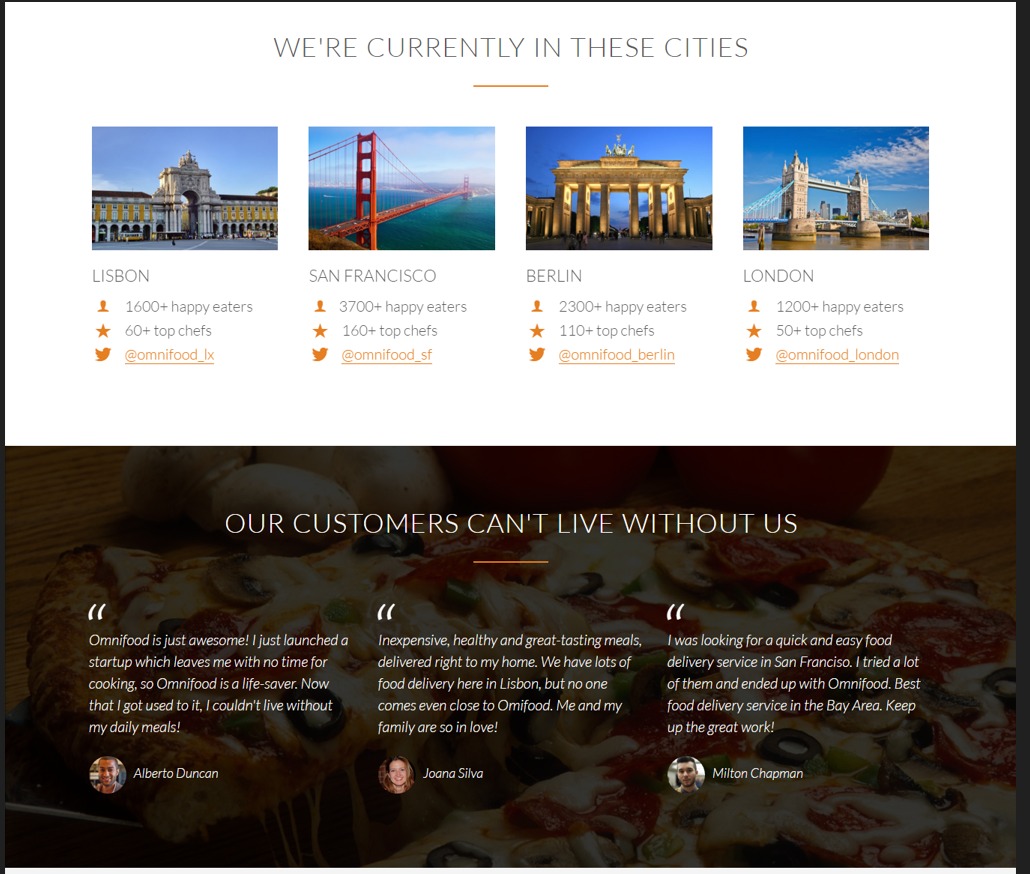 WE'RE CURRENTLY IN THESE CITIES
LISBON
1600+ happy eaters
60+ top chefs
@omnifood_lx
SAN FRANCISCO
3700+ happy eaters
160+ top chefs
@omnifood_sf
BERLIN
2300+ happy eaters
110+ top chefs
@omnifood_berlin
LONDON
1200+ happy eaters
50+ top chefs
@omnifood_london
OUR CUSTOMERS CAN'T LIVE WITHOUT US
“
Omnifood is just awesome! I just launched a
startup which leaves me with no time for
cooking, so Omnifood is a life-saver. Now
that I got used to it, I couldn't live without
my daily meals!
Alberto Duncan
“
Inexpensive, healthy and great-tasting meals,
delivered right to my home. We have lots of
food delivery here in Lisbon, but no one
comes even close to Omifood. Me and my
family are so in love!
Joana Silva
“
I was looking for a quick and easy food
delivery service in San Franciso. I tried a lot
of them and ended up with Omnifood. Best
food delivery service in the Bay Area. Keep
up the great work!
Milton Chapman